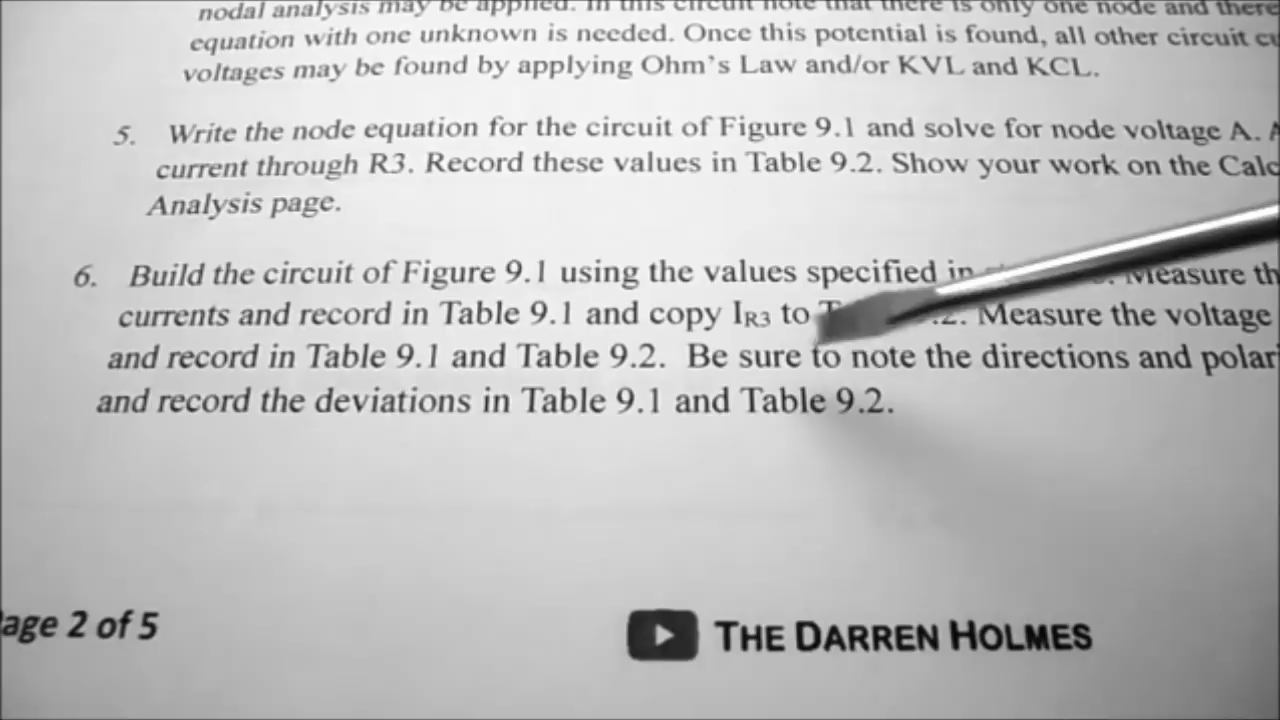 nodal analysis may be applied. In this circuit note that there is only one node and there
equation with one unknown is needed. Once this potential is found, all other circuit
voltages may be found by applying Ohm's Law and/or KVL and KCL.
5. Write the node equation for the circuit of Figure 9.1 and solve for node voltage A.
current through R3. Record these values in Table 9.2. Show your work on the
Analysis page.
6. Build the circuit of Figure 9.1 using the values specified in Measure
currents and record in Table 9.1 and copy IR3 to Measure the voltage
and record in Table 9.1 and Table 9.2. Be sure to note the directions and
and record the deviations in Table 9.1 and Table 9.2.
age 2 of 5
THE DARREN HOLMES